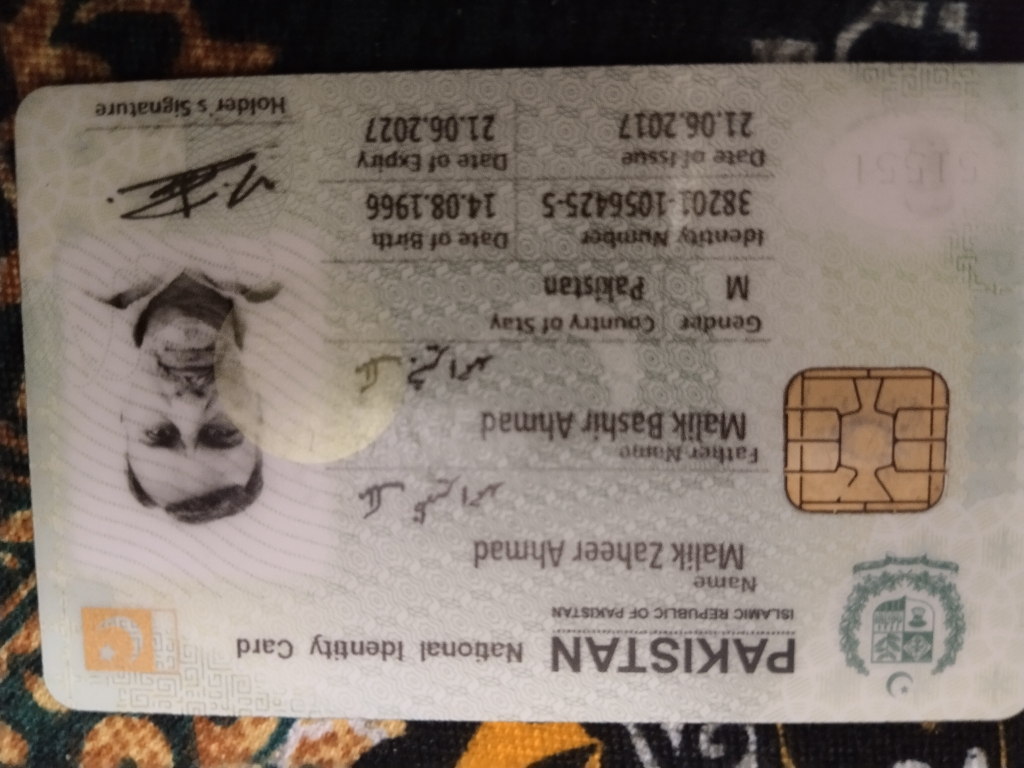 PAKISTAN National Identity Card
ISLAMIC REPUBLIC OF PAKISTAN
Name
Malik Zaheer Ahmad
Father Name
Malik Bashir Ahmad
Gender Country of Stay
M Pakistan
Identity Number Date of Birth
38201-1056425-5 14.08.1966
Date of Issue Date of Expiry
21.06.2017 21.06.2027
Holder's Signature